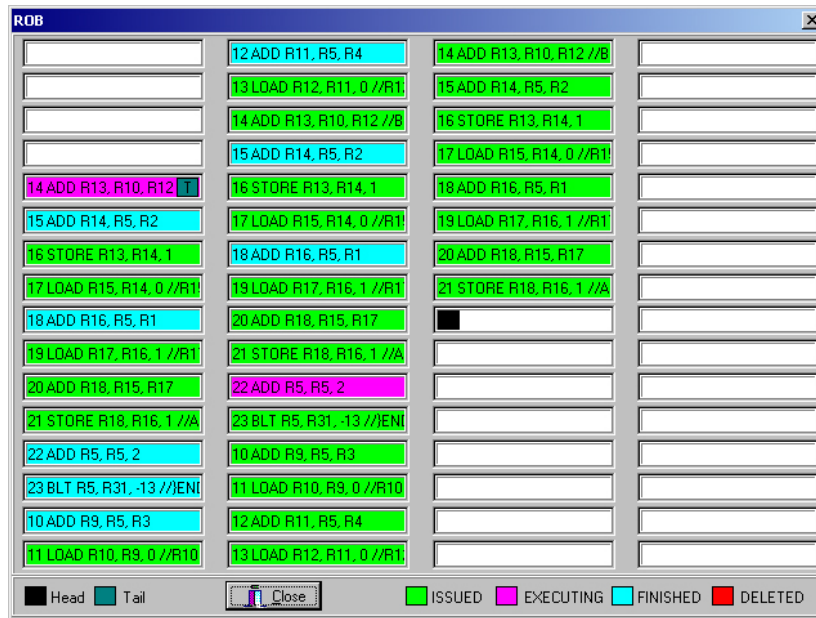 ROB
14 ADD R13, R10, R12 T
15 ADD R14, R5, R2
16 STORE R13, R14, 1
17 LOAD R15, R14, 0 //R1
18 ADD R16, R5, R1
19 LOAD R17, R16, 1 //R1
20 ADD R18, R15, R17
21 STORE R18, R16, 1 //A
22 ADD R5, R5, 2
23 BLT R5, R31, -13 //}EN
10 ADD R9, R5, R3
11 LOAD R10, R9, 0 //R10
12 ADD R11, R5, R4
13 LOAD R12, R11, 0 //R1
14 ADD R13, R10, R12 //B
15 ADD R14, R5, R2
16 STORE R13, R14, 1
17 LOAD R15, R14, 0 //R1
18 ADD R16, R5, R1
19 LOAD R17, R16, 1 //R1
20 ADD R18, R15, R17
21 STORE R18, R16, 1 //A
22 ADD R5, R5, 2
23 BLT R5, R31, -13 //}EN
10 ADD R9, R5, R3
11 LOAD R10, R9, 0 //R10
12 ADD R11, R5, R4
13 LOAD R12, R11, 0 //R1
14 ADD R13, R10, R12 //B
15 ADD R14, R5, R2
16 STORE R13, R14, 1
17 LOAD R15, R14, 0 //R1
18 ADD R16, R5, R1
19 LOAD R17, R16, 1 //R1
20 ADD R18, R15, R17
21 STORE R18, R16, 1 //A
Head Tail Close ISSUED EXECUTING FINISHED DELETED